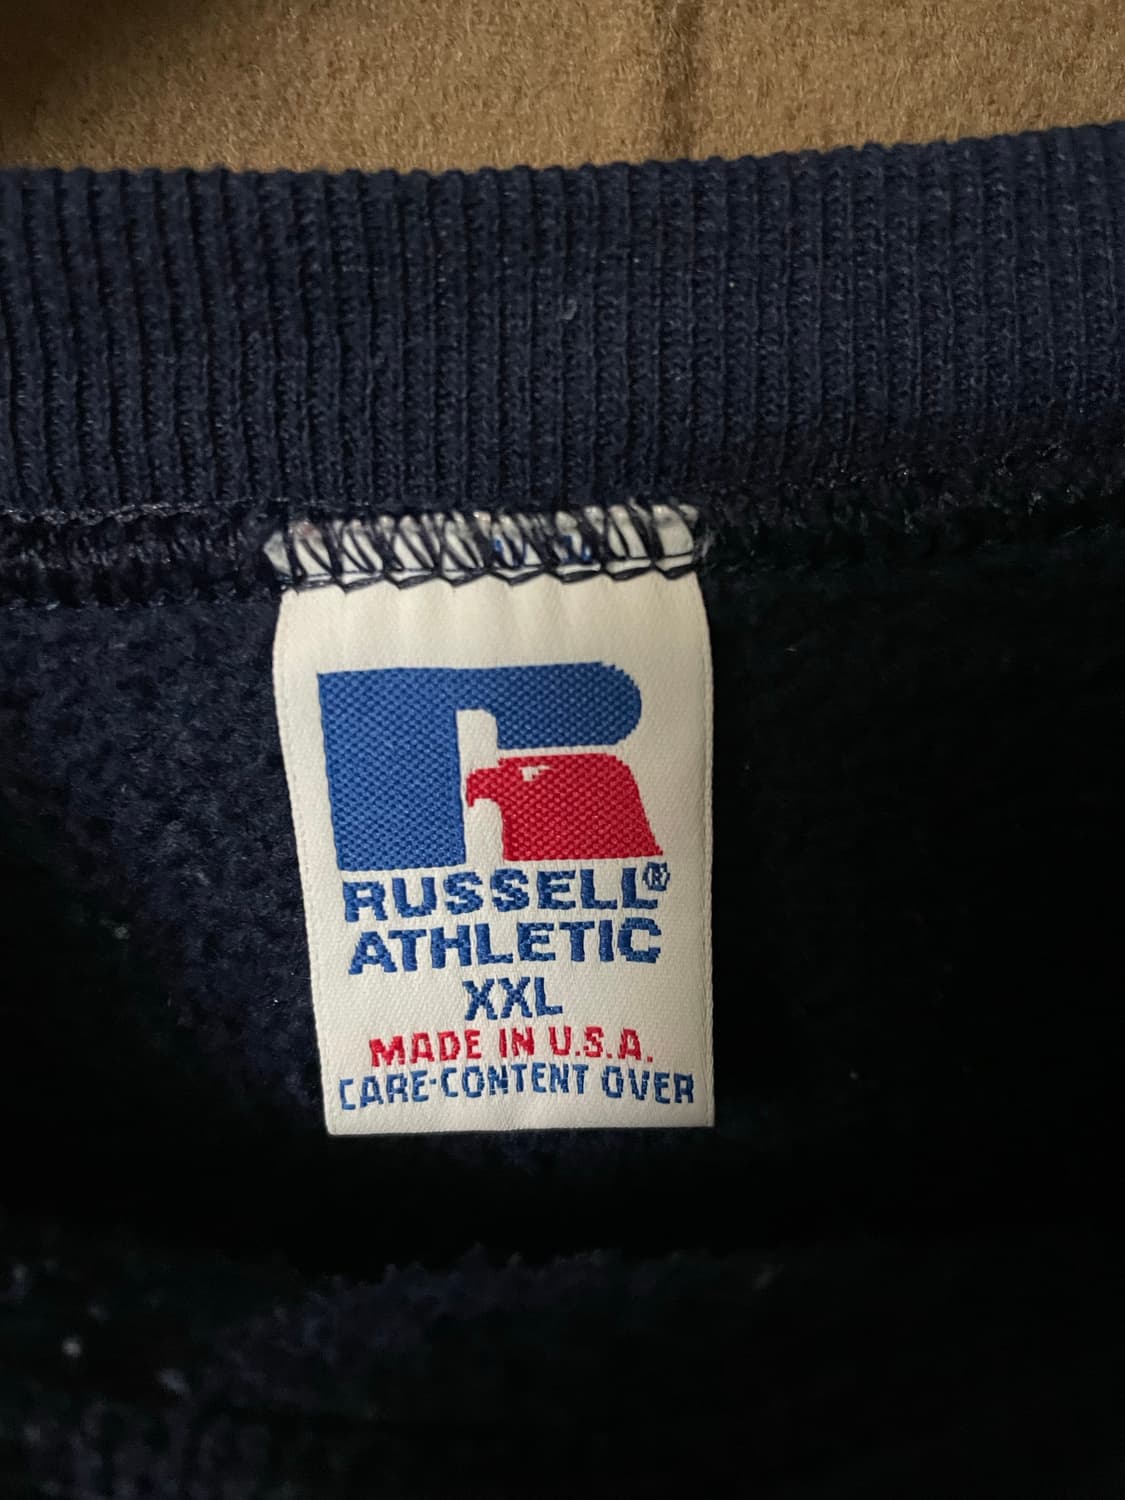 RUSSELL®
ATHLETIC
XXL
MADE IN U.S.A.
CARE-CONTENT OVER